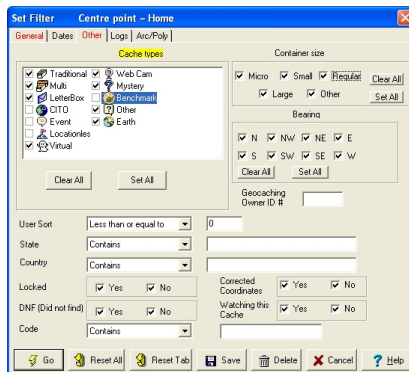 Set Filter Centre point - Home
General Dates Other Logs Arc/Poly
Cache types
Traditional Web Cam
Multi Mystery
LetterBox Benchmark
CITO Other
Event Earth
Locationles
Virtual
Clear All Set All
Container size
Micro Small Regular Clear All
Large Other Set All
Bearing
N NW NE E
S SW SE W
Clear All Set All
Geocaching
Owner ID #
User Sort Less than or equal to 0
State Contains
Country Contains
Locked Yes No Corrected
Coordinates Yes No
DNF (Did not find) Yes No Watching this
Cache Yes No
Code Contains
Go Reset All Reset Tab Save Delete Cancel Help